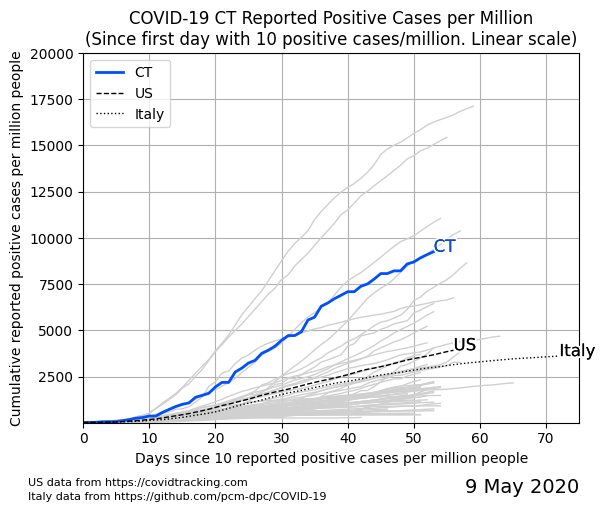 COVID-19 CT Reported Positive Cases per Million
(Since first day with 10 positive cases/million. Linear scale)
Cumulative reported positive cases per million people
20000
17500
15000
12500
10000
7500
5000
2500
CT
US
Italy
CT
US
Italy
0
10
20
30
40
50
60
70
Days since 10 reported positive cases per million people
US data from https://covidtracking.com
Italy data from https://github.com/pcm-dpc/COVID-19
9 May 2020